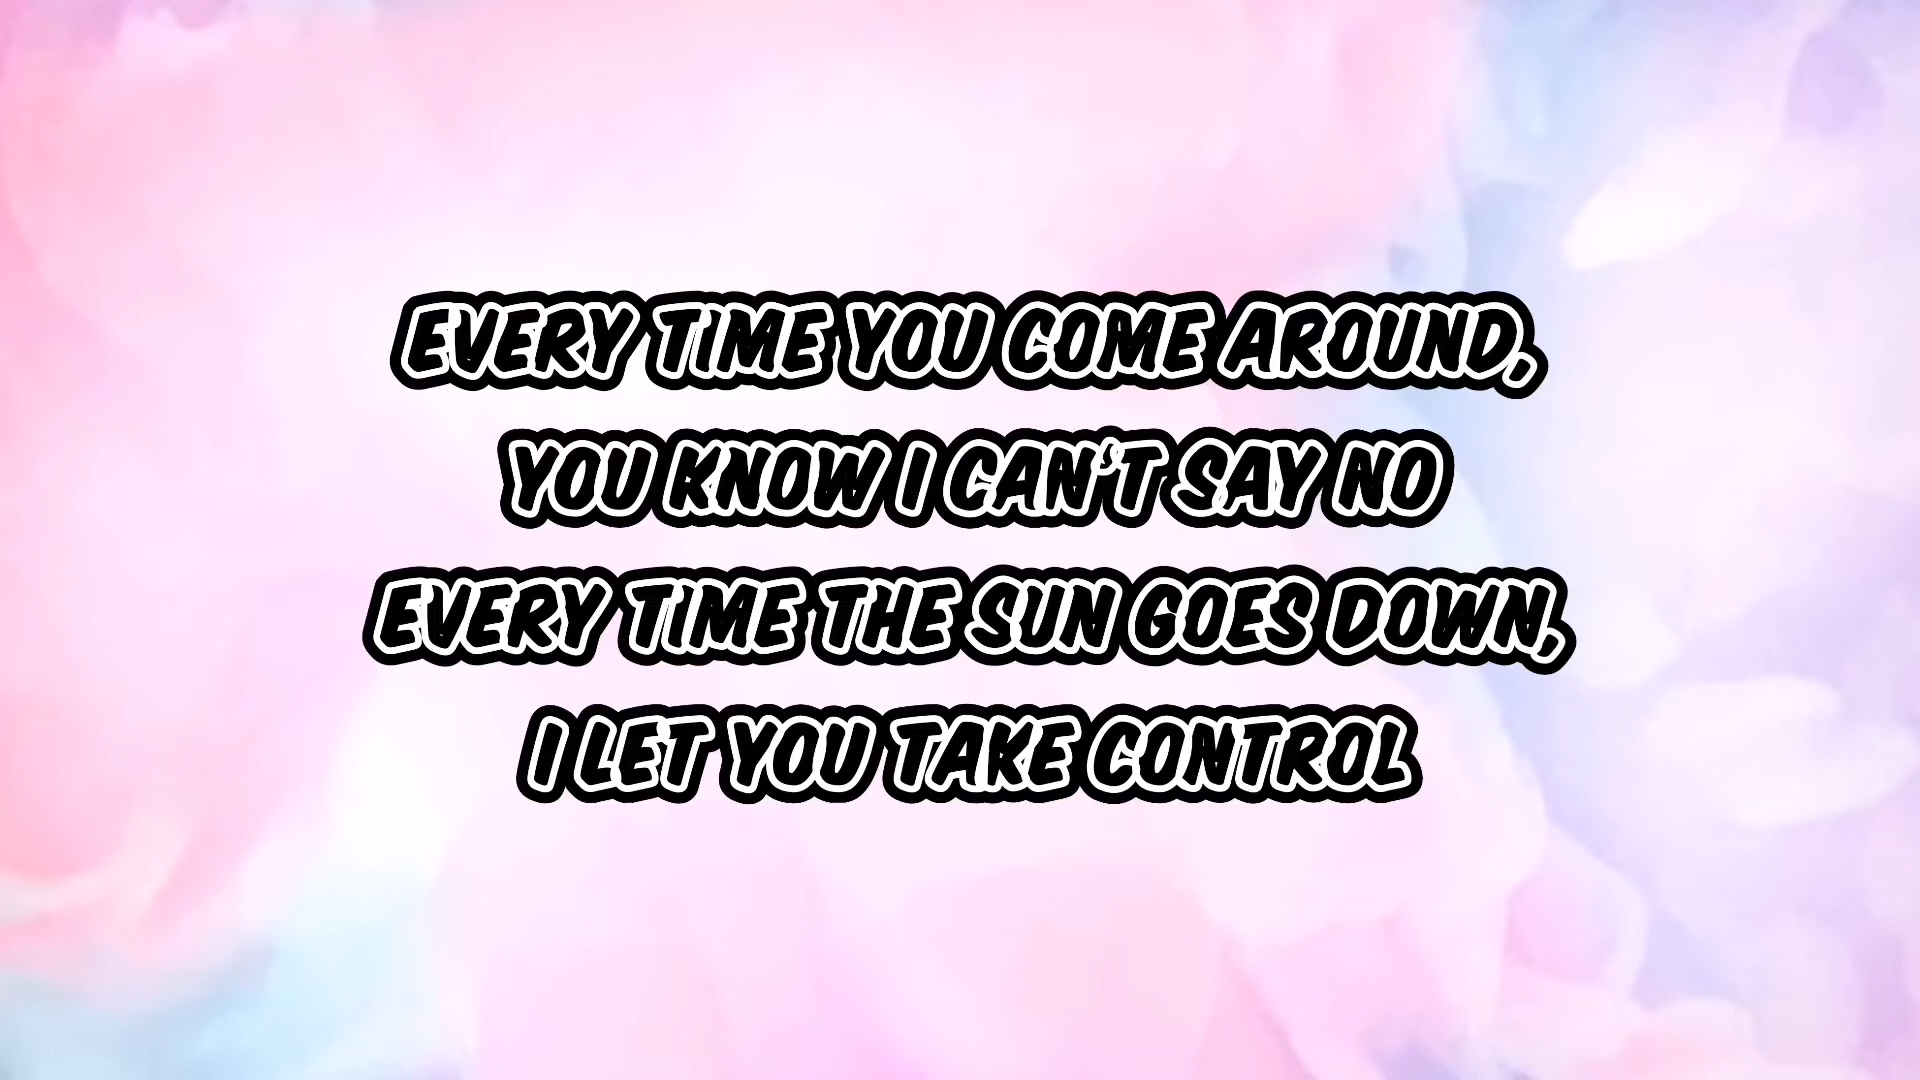 EVERY TIME YOU COME AROUND,
YOU KNOW I CAN'T SAY NO
EVERY TIME THE SUN GOES DOWN,
I LET YOU TAKE CONTROL